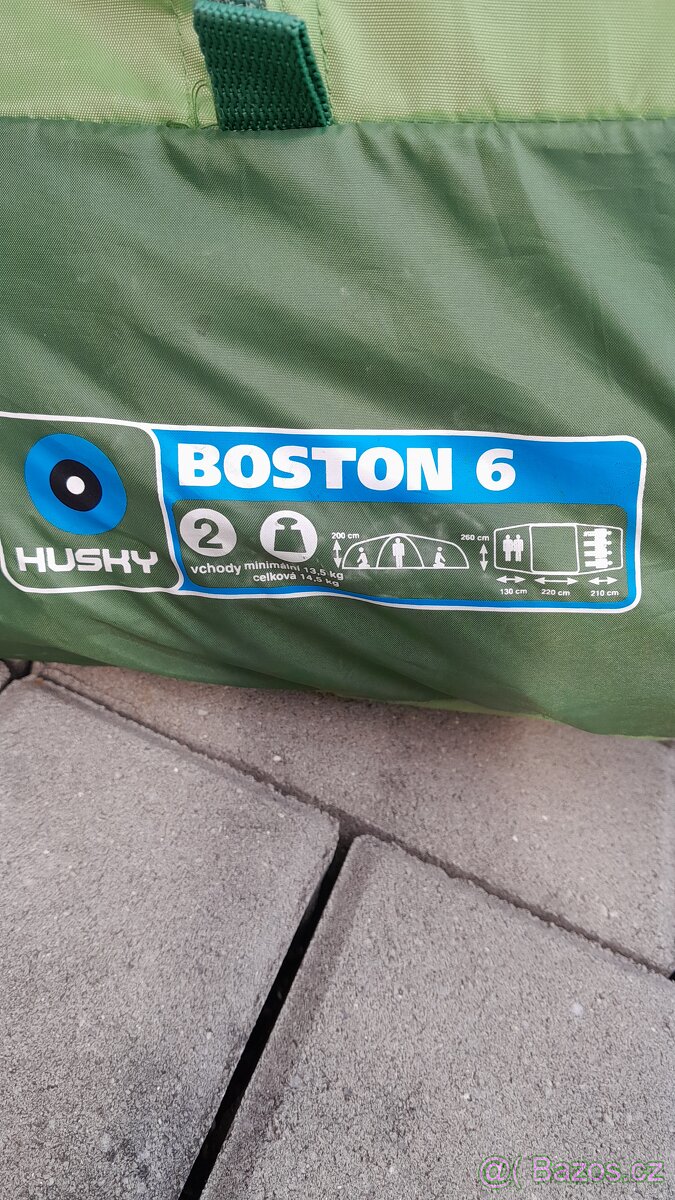 BOSTON 6
HUSKY
2
vchody
minimální 13,5 kg
celková 14,5 kg
200 cm
260 cm
130 cm
220 cm
210 cm
@( Bazos.cz